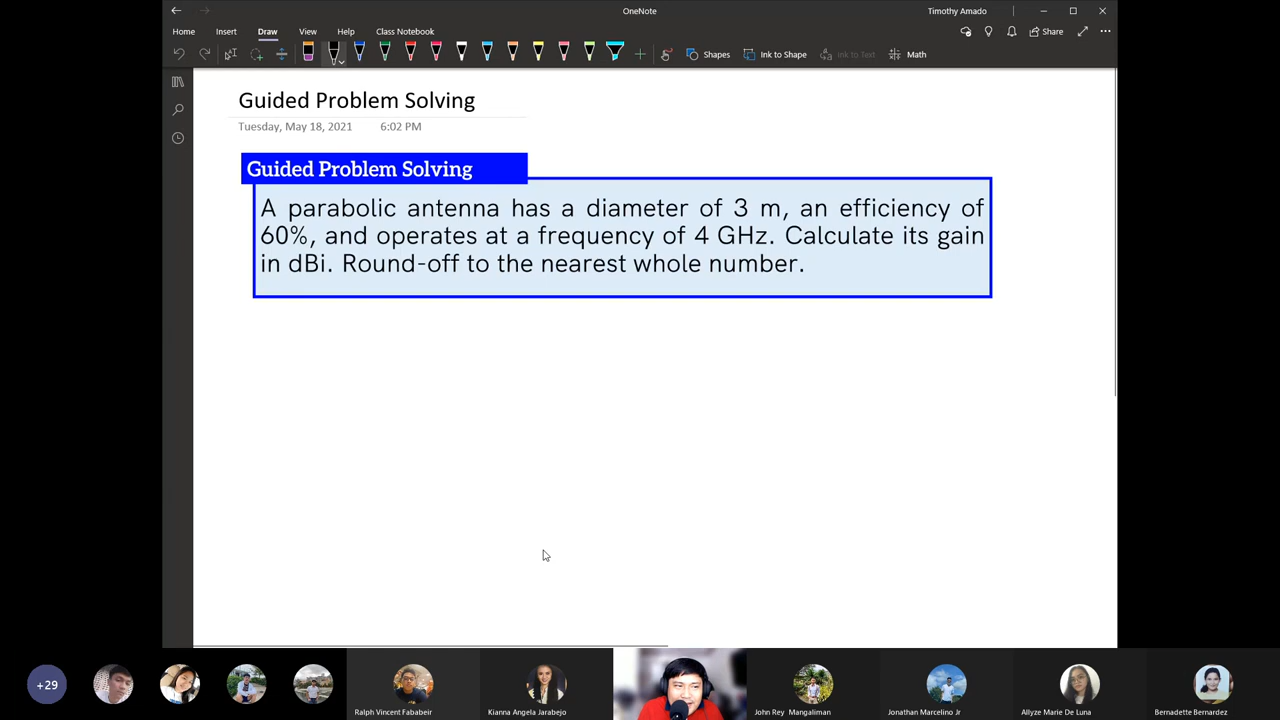 OneNote
Timothy Amado
Home Insert Draw View Help Class Notebook
Share
Shapes Ink to Shape Ink to Text Math
Guided Problem Solving
Tuesday, May 18, 2021 6:02 PM
Guided Problem Solving
A parabolic antenna has a diameter of 3 m, an efficiency of
60%, and operates at a frequency of 4 GHz. Calculate its gain
in dBi. Round-off to the nearest whole number.
+29
Ralph Vincent Fababeir
Kianna Angela Jarabejo
John Rey Mangaliman
Jonathan Marcelino Jr
Allyze Marie De Luna
Bernadette Bernardez